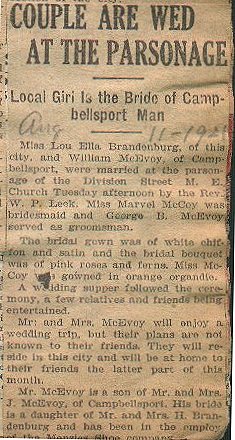 COUPLE ARE WED
AT THE PARSONAGE
Local Girl Is the Bride of Camp-
bellsport Man
Aug 11-19
Miss Lou Ella Brandenburg, of this
city, and William McEvoy, of Camp-
bellsport, were married at the parson-
age of the Division Street M. E.
Church Tuesday afternoon by the Rev.
W. P. Leek. Miss Marvel McCoy was
bridesmaid and George B. McEvoy
served as groomsman.
The bridal gown was of white chif-
fon and satin and the bridal bouquet
was of pink roses and ferns. Miss Mc-
Coy was gowned in orange organdie.
A wedding supper followed the cere-
mony, a few relatives and friends being
entertained.
Mr. and Mrs. McEvoy will enjoy a
wedding trip, but their plans are not
known to their friends. They will re-
side in this city and will be at home to
their friends the latter part of this
month.
Mr. McEvoy is a son of Mr. and Mrs.
J. McEvoy, of Campbellsport. His bride
is a daughter of Mr. and Mrs. H. Bran-
denburg and has been in the employ
of the Menzies Shoe company